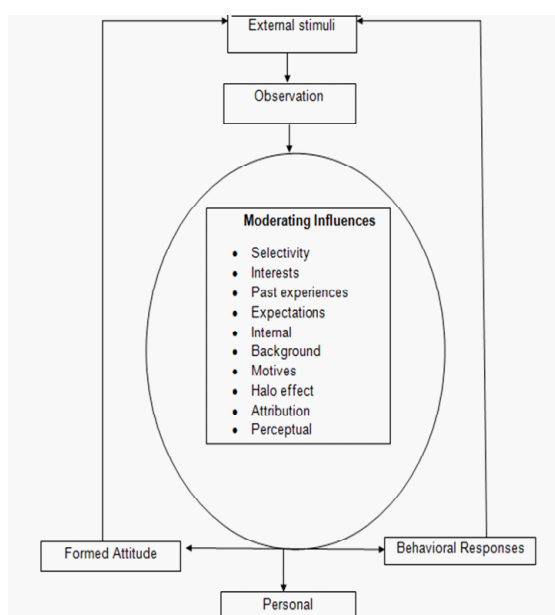 External stimuli
Observation
Moderating Influences
• Selectivity
• Interests
• Past experiences
• Expectations
• Internal
• Background
• Motives
• Halo effect
• Attribution
• Perceptual
Formed Attitude
Behavioral Responses
Personal